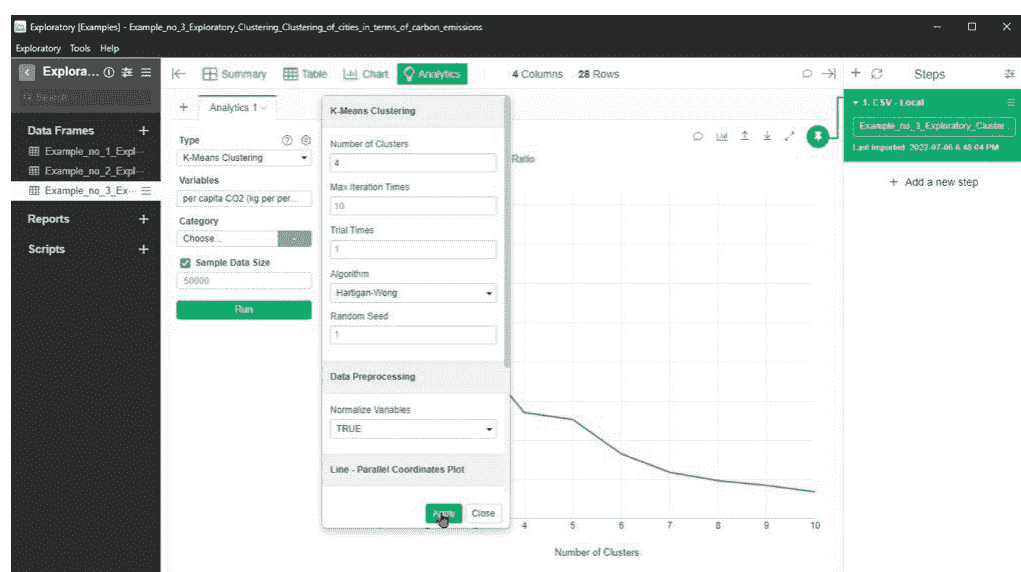 Exploratory [Examples] - Example_no_3_Exploratory_Clustering_Clustering_of_cities_in_terms_of_carbon_emissions
Exploratory Tools Help
Explora...
Search
Summary Table Chart Analytics 4 Columns 28 Rows
Steps
Data Frames +
Example_no_1_Expl...
Example_no_2_Expl...
Example_no_3_Ex...
Reports +
Scripts +
+ Analytics 1
Type
K-Means Clustering
Variables
per capita CO2 (kg per per...
Category
Choose...
Sample Data Size
50000
Run
K-Means Clustering
Number of Clusters
4
Max Iteration Times
10
Trial Times
1
Algorithm
Hartigan-Wong
Random Seed
1
Data Preprocessing
Normalize Variables
TRUE
Line - Parallel Coordinates Plot
Apply Close
Ratio
4 5 6 7 8 9 10
Number of Clusters
1. CSV - Local
Example_no_3_Exploratory_Cluster
Last Imported 2022-07-06 6:48:04 PM
+ Add a new step